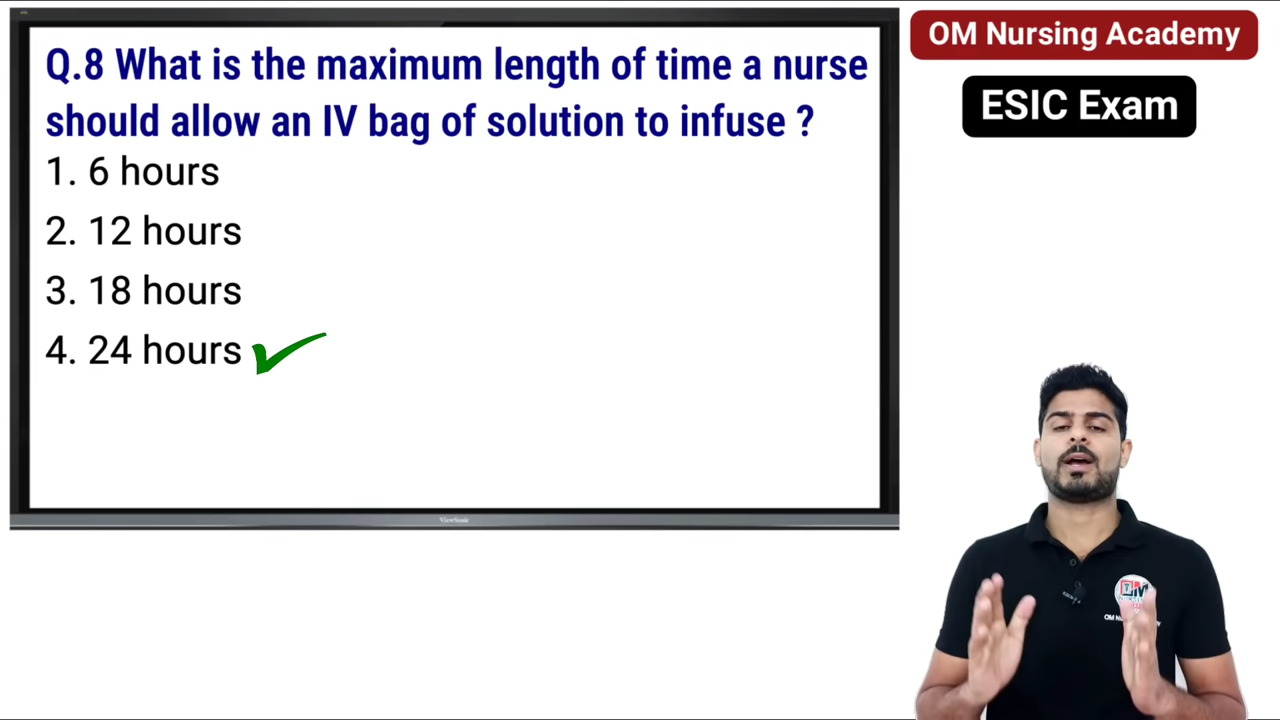 Q.8 What is the maximum length of time a nurse
should allow an IV bag of solution to infuse ?
1. 6 hours
2. 12 hours
3. 18 hours
4. 24 hours
ViewSonic
OM Nursing Academy
ESIC Exam